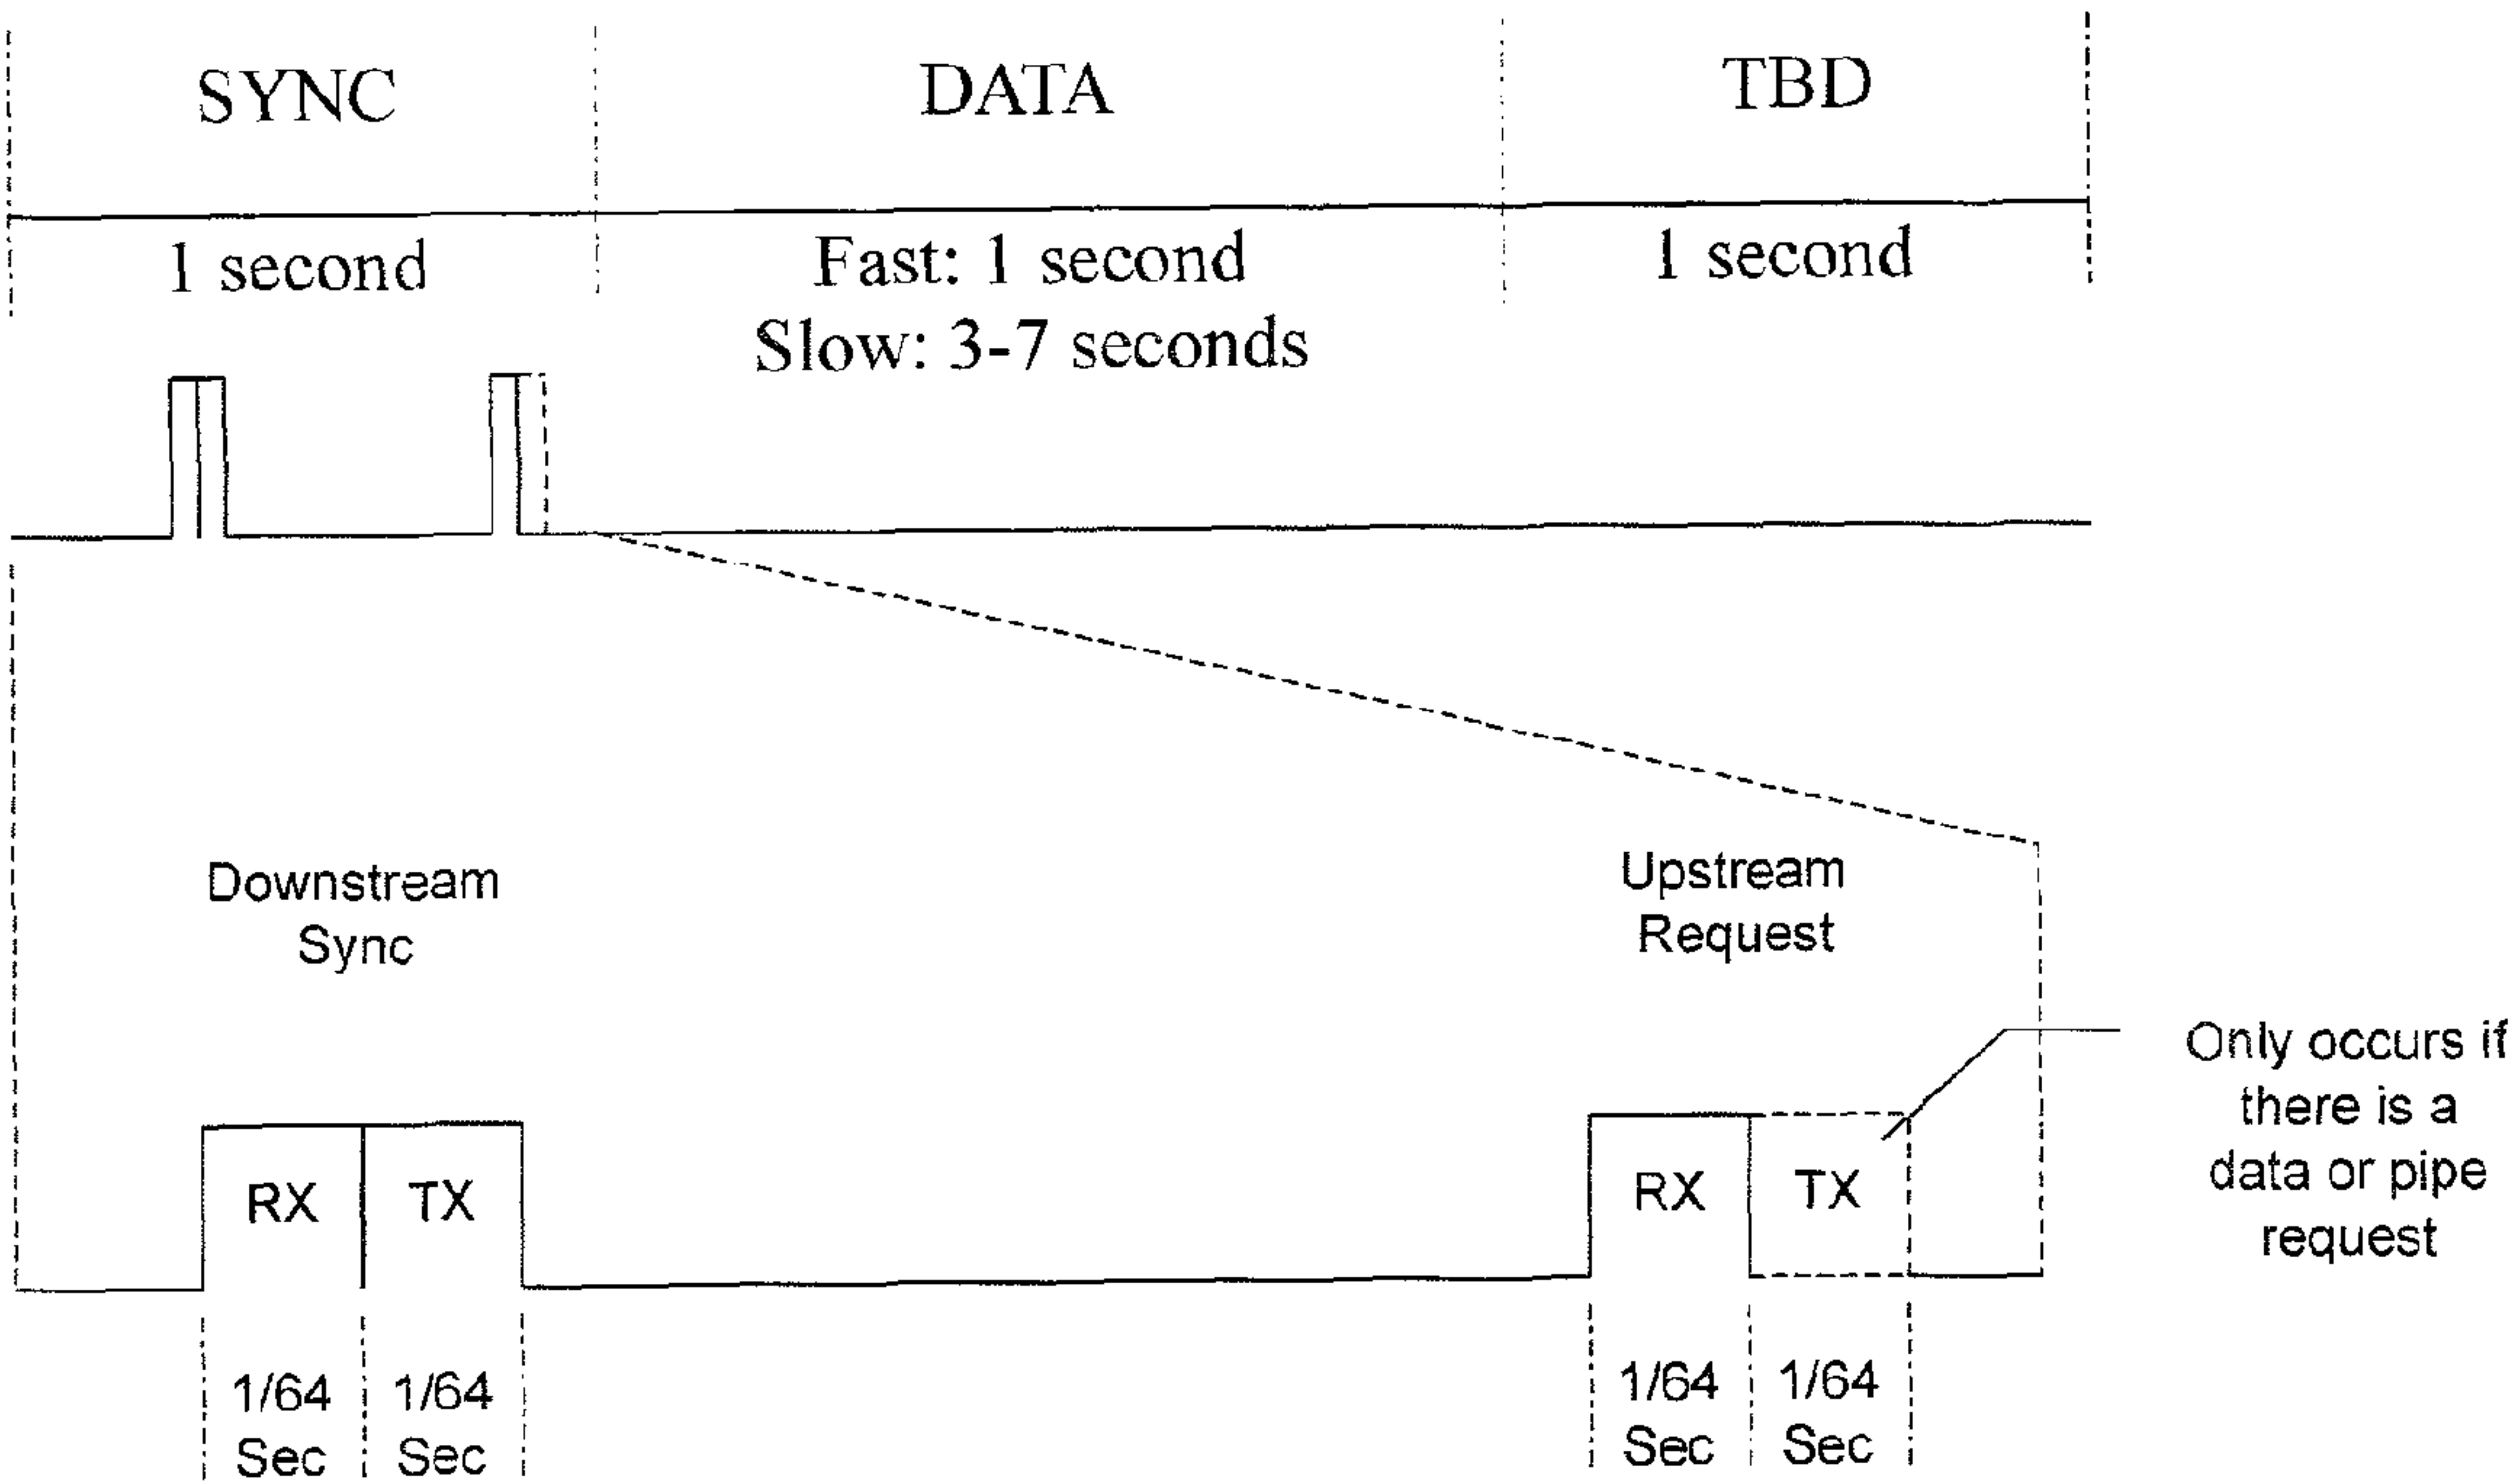 SYNC
DATA
TBD
1 second
Fast: 1 second
1 second
Slow: 3-7 seconds
Downstream
Sync
Upstream
Request
Only occurs if
there is a
data or pipe
request
RX
TX
RX
TX
1/64
Sec
1/64
Sec
1/64
Sec
1/64
Sec